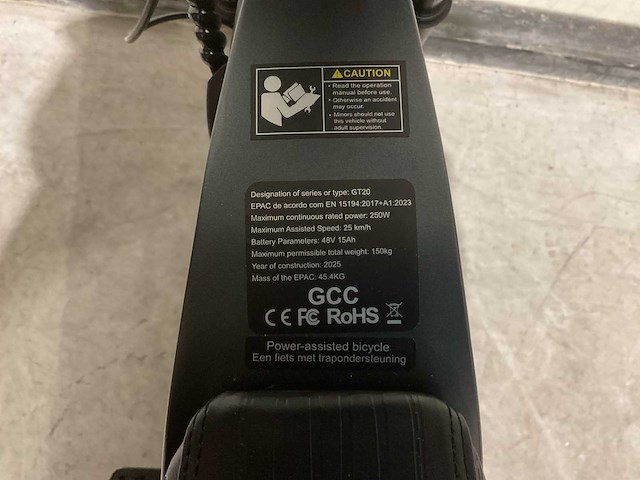 CAUTION
• Read the operation
manual before use.
• Otherwise an accident
may occur.
• Minors should not use
this vehicle without
adult supervision.
Designation of series or type: GT20
EPAC de acordo com EN 15194:2017+A1:2023
Maximum continuous rated power: 250W
Maximum Assisted Speed: 25 km/h
Battery Parameters: 48V 15Ah
Maximum permissible total weight: 150kg
Year of construction: 2025
Mass of the EPAC: 45.4KG
GCC
CE FC RoHS
Power-assisted bicycle
Een fiets met trapondersteuning